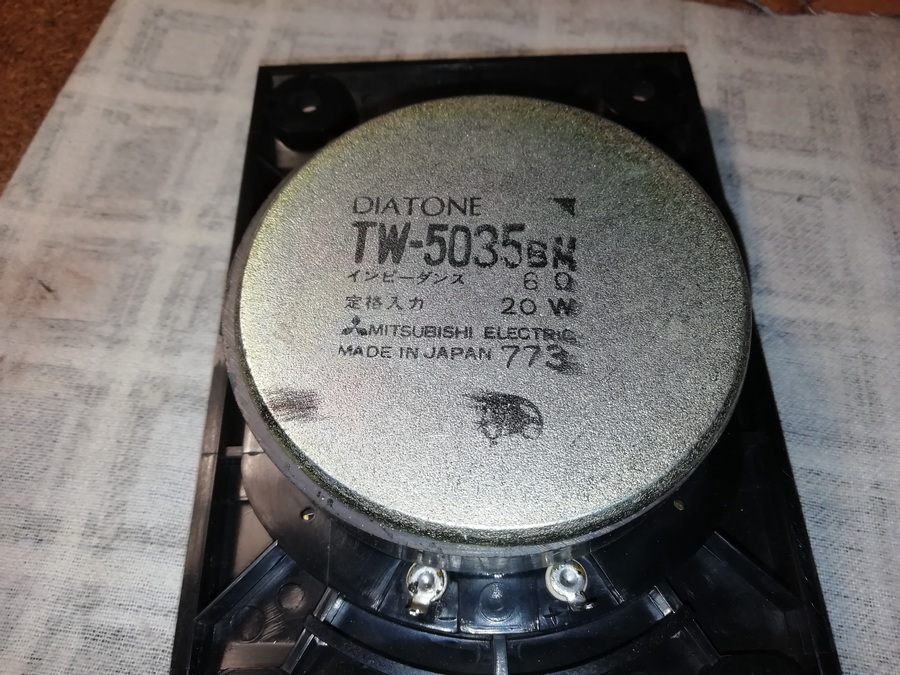 DIATONE
TW-5035BH
インピーダンス 6Ω
定格入力 20W
MITSUBISHI ELECTRIC
MADE IN JAPAN 773